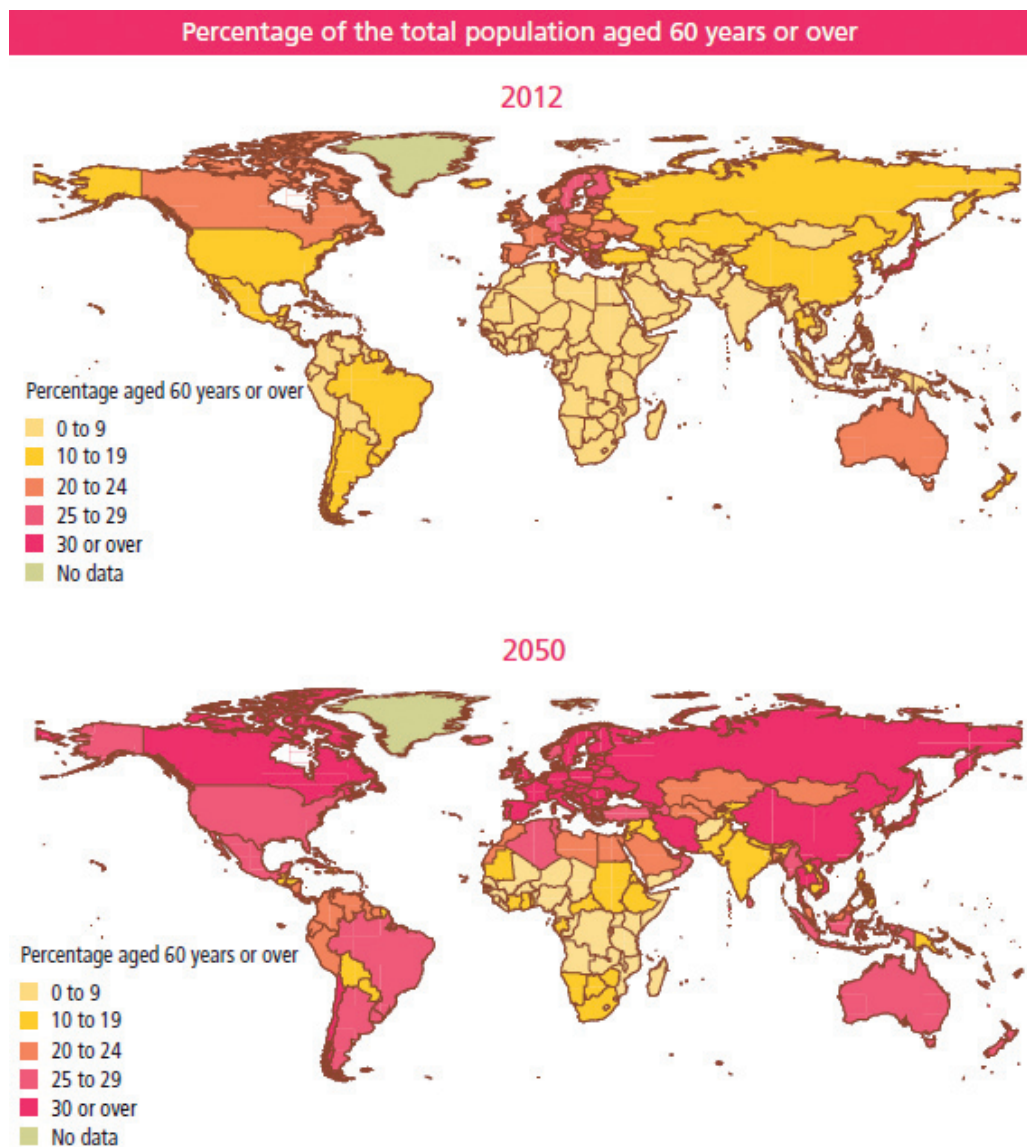 Percentage of the total population aged 60 years or over
2012
Percentage aged 60 years or over
0 to 9
10 to 19
20 to 24
25 to 29
30 or over
No data
2050
Percentage aged 60 years or over
0 to 9
10 to 19
20 to 24
25 to 29
30 or over
No data